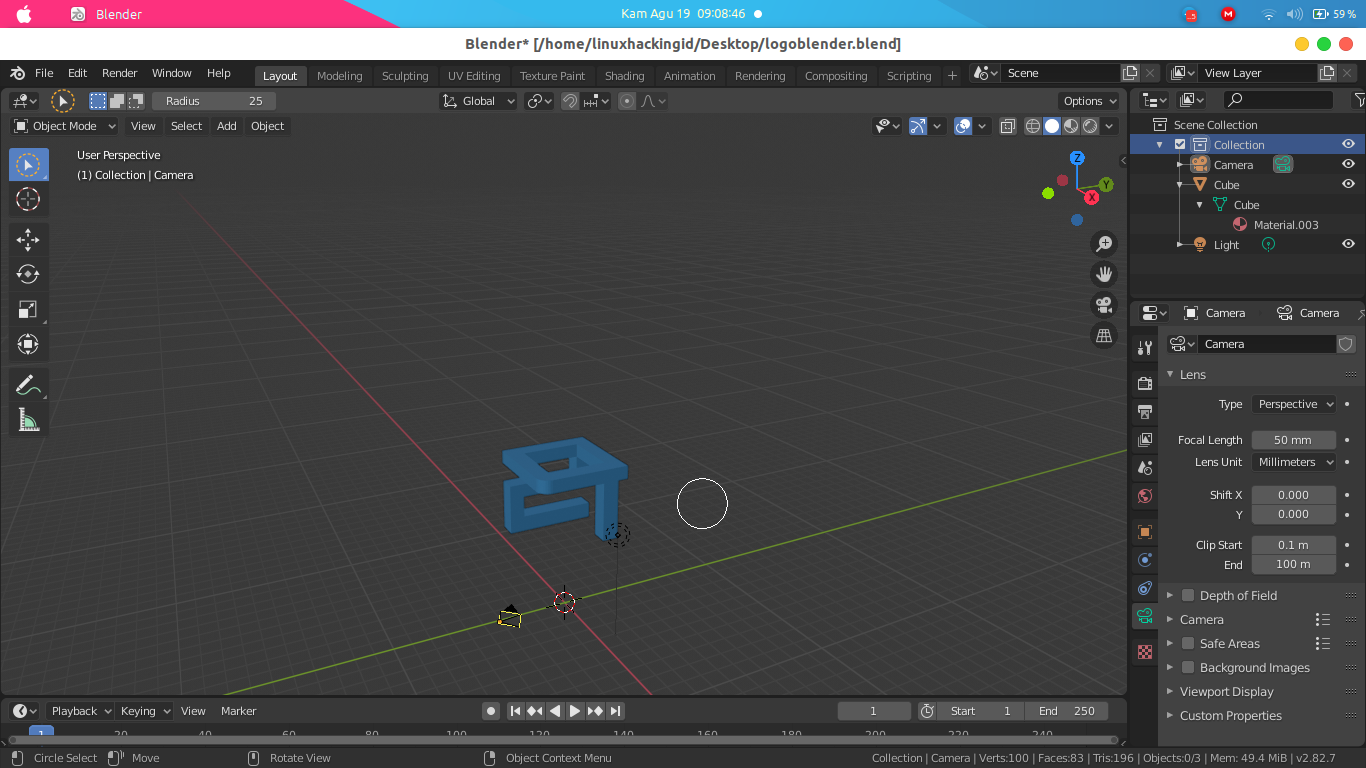 Blender Kam Agu 19 09:08:46 .5 M 59 %
Blender* [/home/linuxhackingid/Desktop/logoblender.blend]
File Edit Render Window Help Layout Modeling Sculpting UV Editing Texture Paint Shading Animation Rendering Compositing Scripting + Scene View Layer
Radius 25 Global Options
Object Mode View Select Add Object
Scene Collection
Collection
Camera
Cube
Cube
Material.003
Light
User Perspective
(1) Collection | Camera
Z
Y
X
Camera Camera
Camera
Lens
Type Perspective
Focal Length 50 mm
Lens Unit Millimeters
Shift X 0.000
Y 0.000
Clip Start 0.1 m
End 100 m
Depth of Field
Camera
Safe Areas
Background Images
Viewport Display
Custom Properties
Playback Keying View Marker 1 Start 1 End 250
1 20 40 60 80 100 120 140 160 180 200 220 240
Circle Select Move Rotate View Object Context Menu Collection | Camera | Verts:100 | Faces:83 | Tris:196 | Objects:0/3 | Mem: 49.4 MiB | v2.82.7